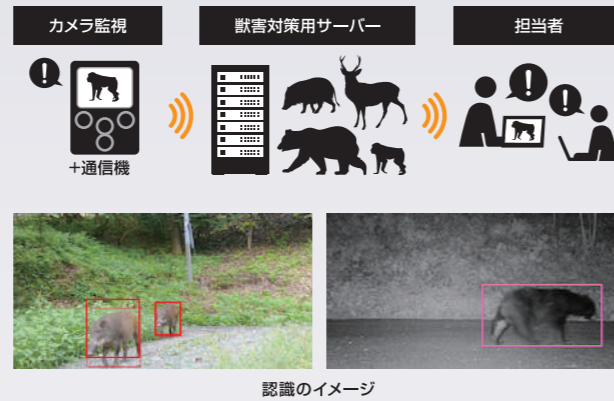 カメラ監視
獣害対策用サーバー
担当者
+通信機
認識のイメージ